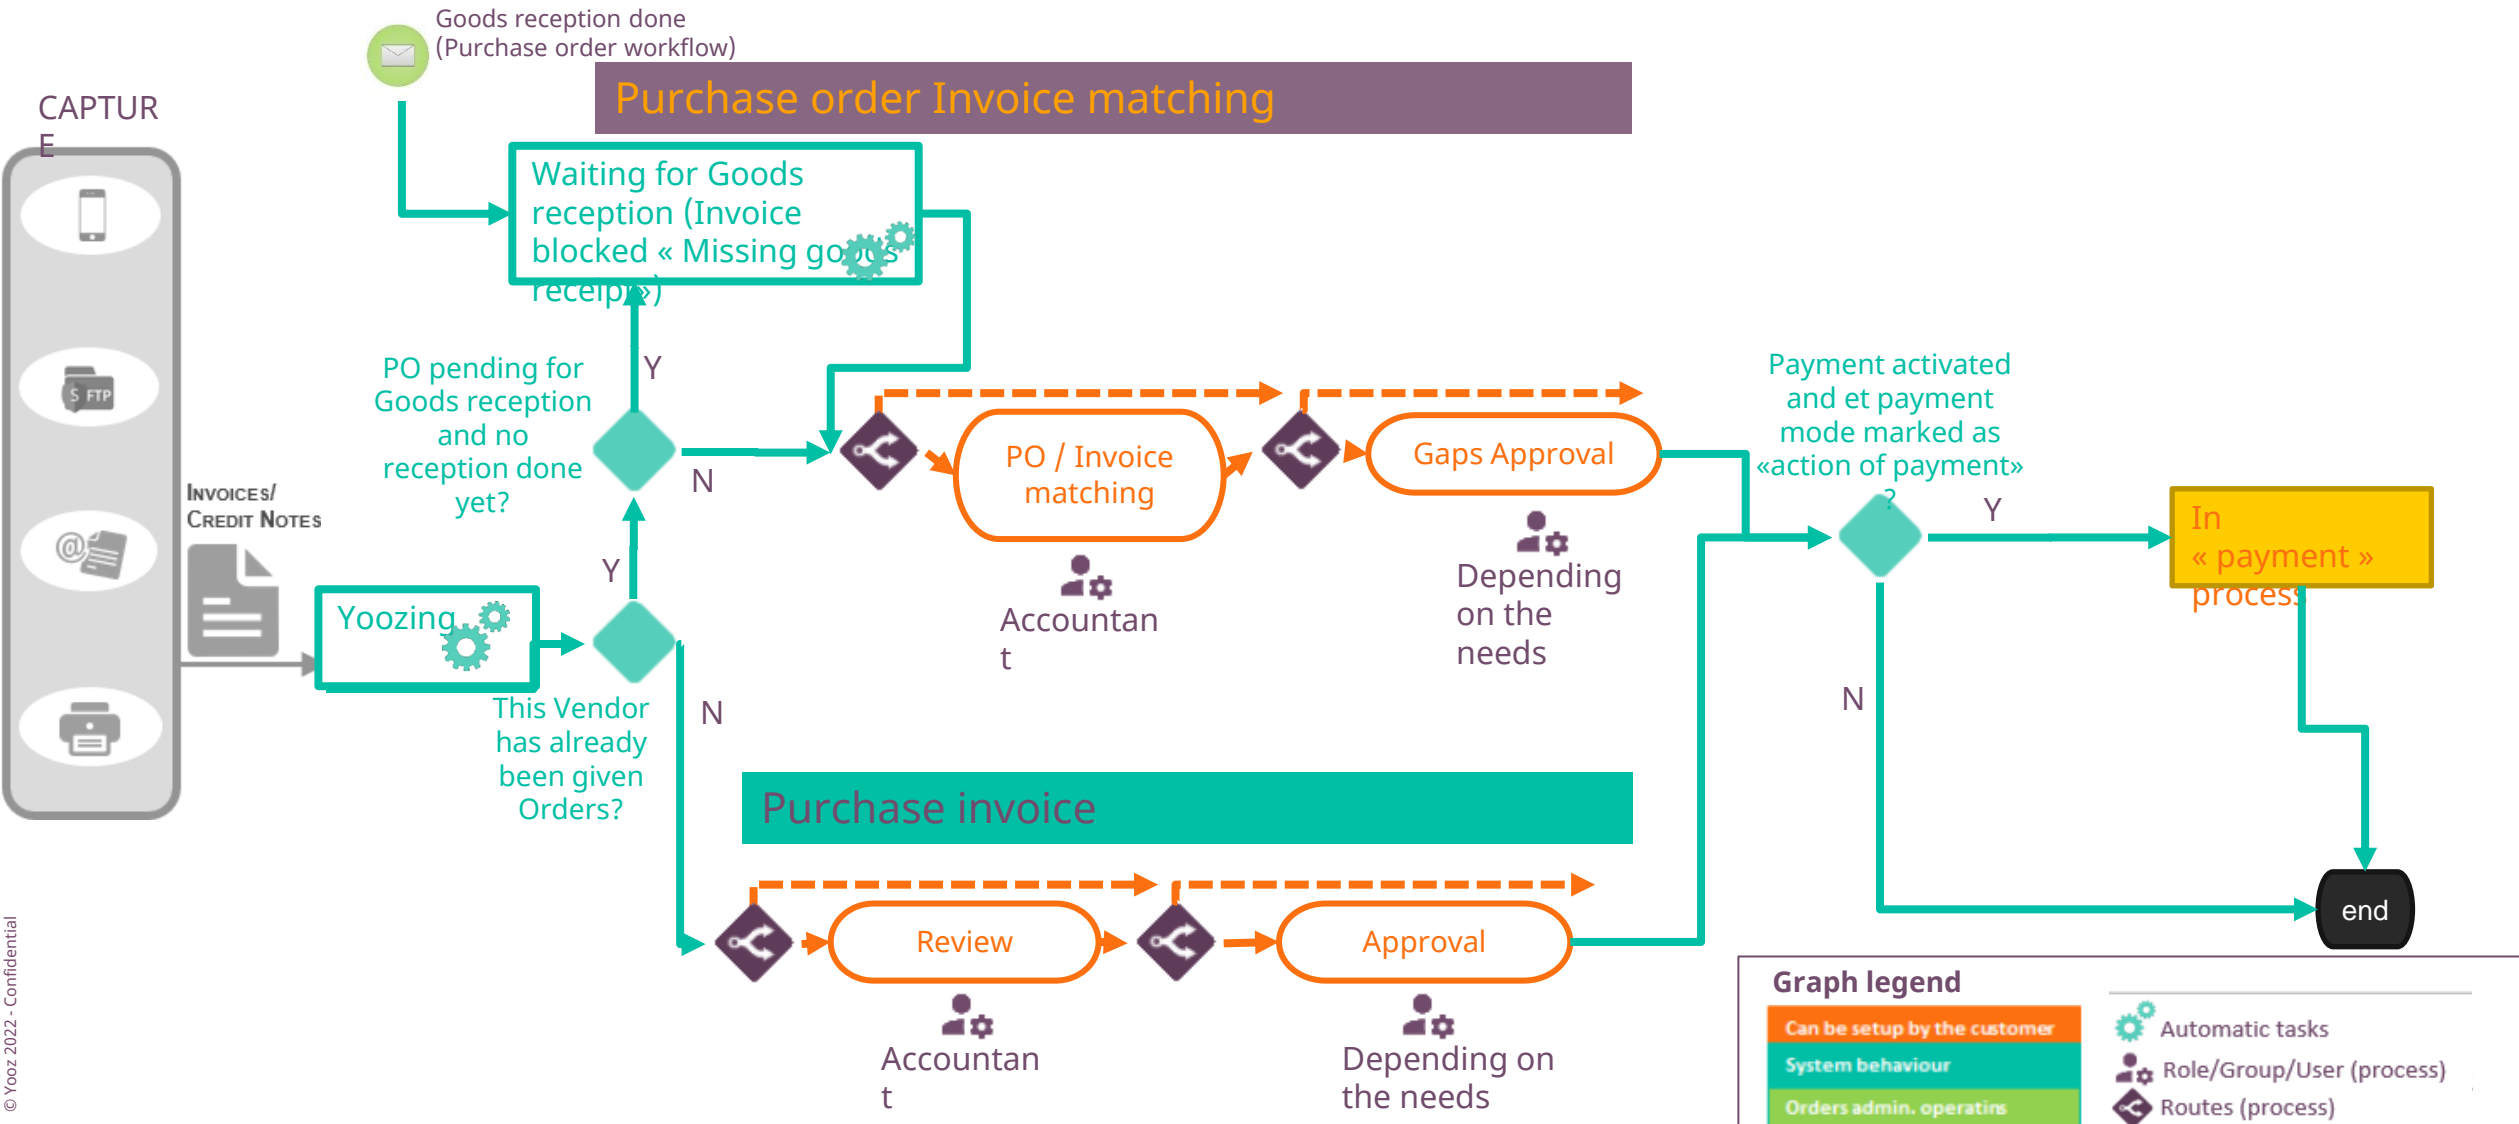 Goods reception done
(Purchase order workflow)
Purchase order Invoice matching
CAPTUR
E
Waiting for Goods
reception (Invoice
blocked « Missing goods
receipt »)
S FTP
@
PO pending for
Goods reception
and no
reception done
yet?
Y
N
INVOICES/
CREDIT NOTES
Yoozing
Y
This Vendor
has already
been given
Orders?
N
PO / Invoice
matching
Accountan
t
Gaps Approval
Depending
on the
needs
Payment activated
and et payment
mode marked as
«action of payment»
?
Y
N
In
« payment »
process
Purchase invoice
Review
Accountan
t
Approval
Depending on
the needs
end
Graph legend
Can be setup by the customer
System behaviour
Orders admin. operatins
Automatic tasks
Role/Group/User (process)
Routes (process)
© Yooz 2022 - Confidential